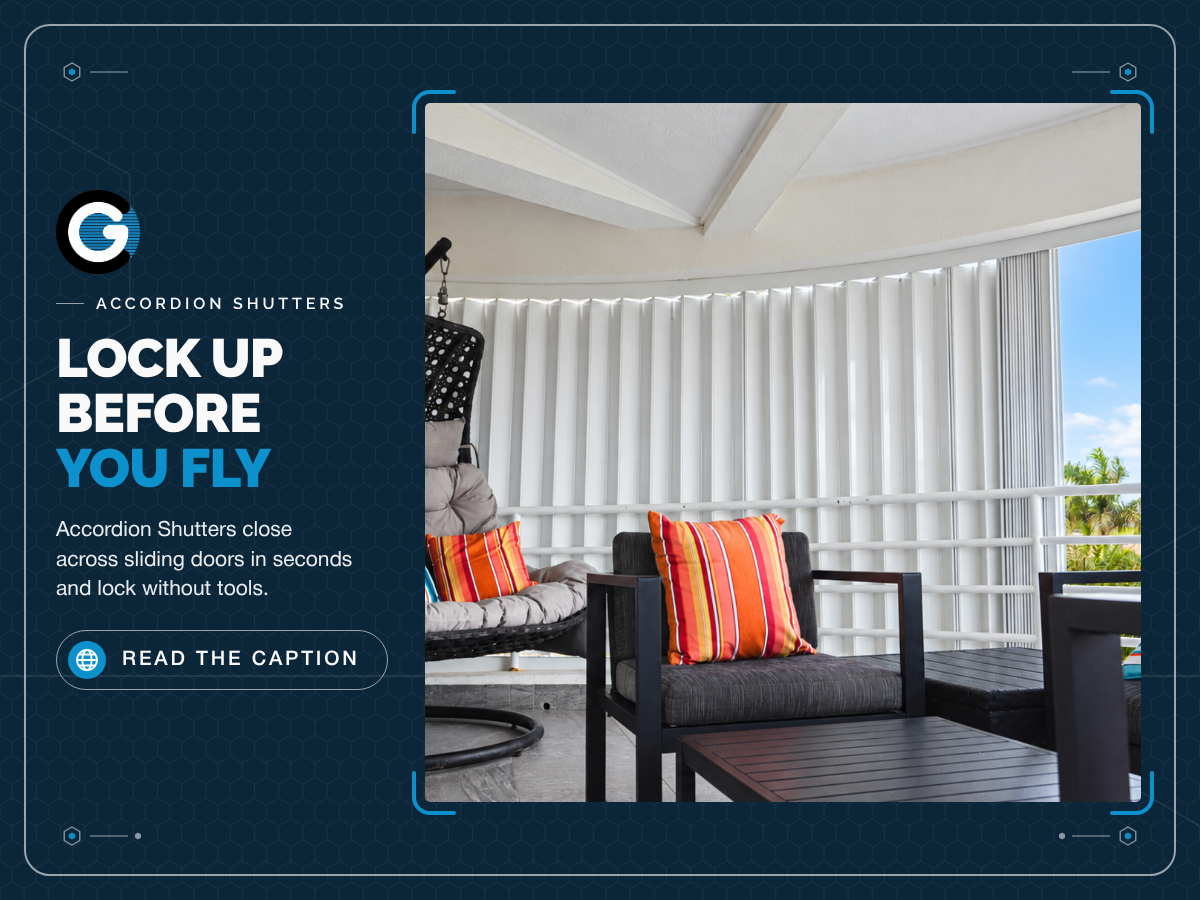 G
ACCORDION SHUTTERS
LOCK UP
BEFORE
YOU FLY
Accordion Shutters close
across sliding doors in seconds
and lock without tools.
READ THE CAPTION